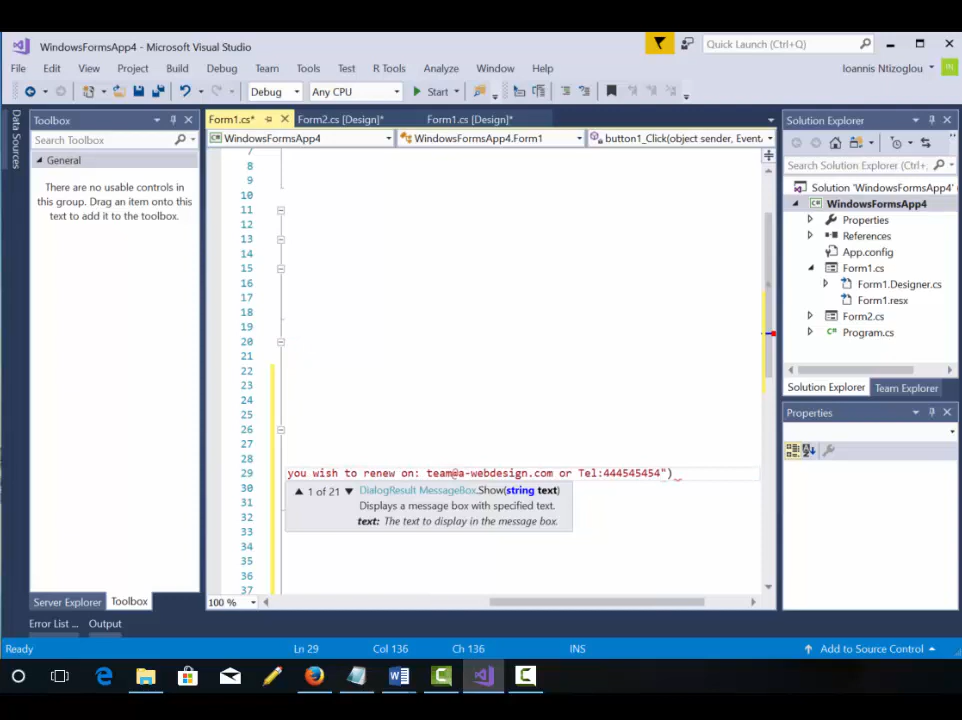 WindowsFormsApp4 - Microsoft Visual Studio
Quick Launch (Ctrl+Q)
File Edit View Project Build Debug Team Tools Test R Tools Analyze Window Help
Ioannis Ntizoglou
Debug Any CPU Start
Data Sources
Toolbox
Form1.cs* Form2.cs [Design]* Form1.cs [Design]*
Solution Explorer
Search Toolbox
WindowsFormsApp4 WindowsFormsApp4.Form1 button1_Click(object sender, Event
General
There are no usable controls in
this group. Drag an item onto this
text to add it to the toolbox.
Search Solution Explorer (Ctrl+
Solution 'WindowsFormsApp4'
WindowsFormsApp4
Properties
References
App.config
Form1.cs
Form1.Designer.cs
Form1.resx
Form2.cs
Program.cs
Solution Explorer Team Explorer
Properties
7
8
9
10
11
12
13
14
15
16
17
18
19
20
21
22
23
24
25
26
27
28
29 you wish to renew on: team@a-webdesign.com or Tel:444545454")
30
31
32
33
34
35
36
37
1 of 21 DialogResult MessageBox.Show(string text)
Displays a message box with specified text.
text: The text to display in the message box.
100 %
Server Explorer Toolbox
Error List ... Output
Ready Ln 29 Col 136 Ch 136 INS Add to Source Control